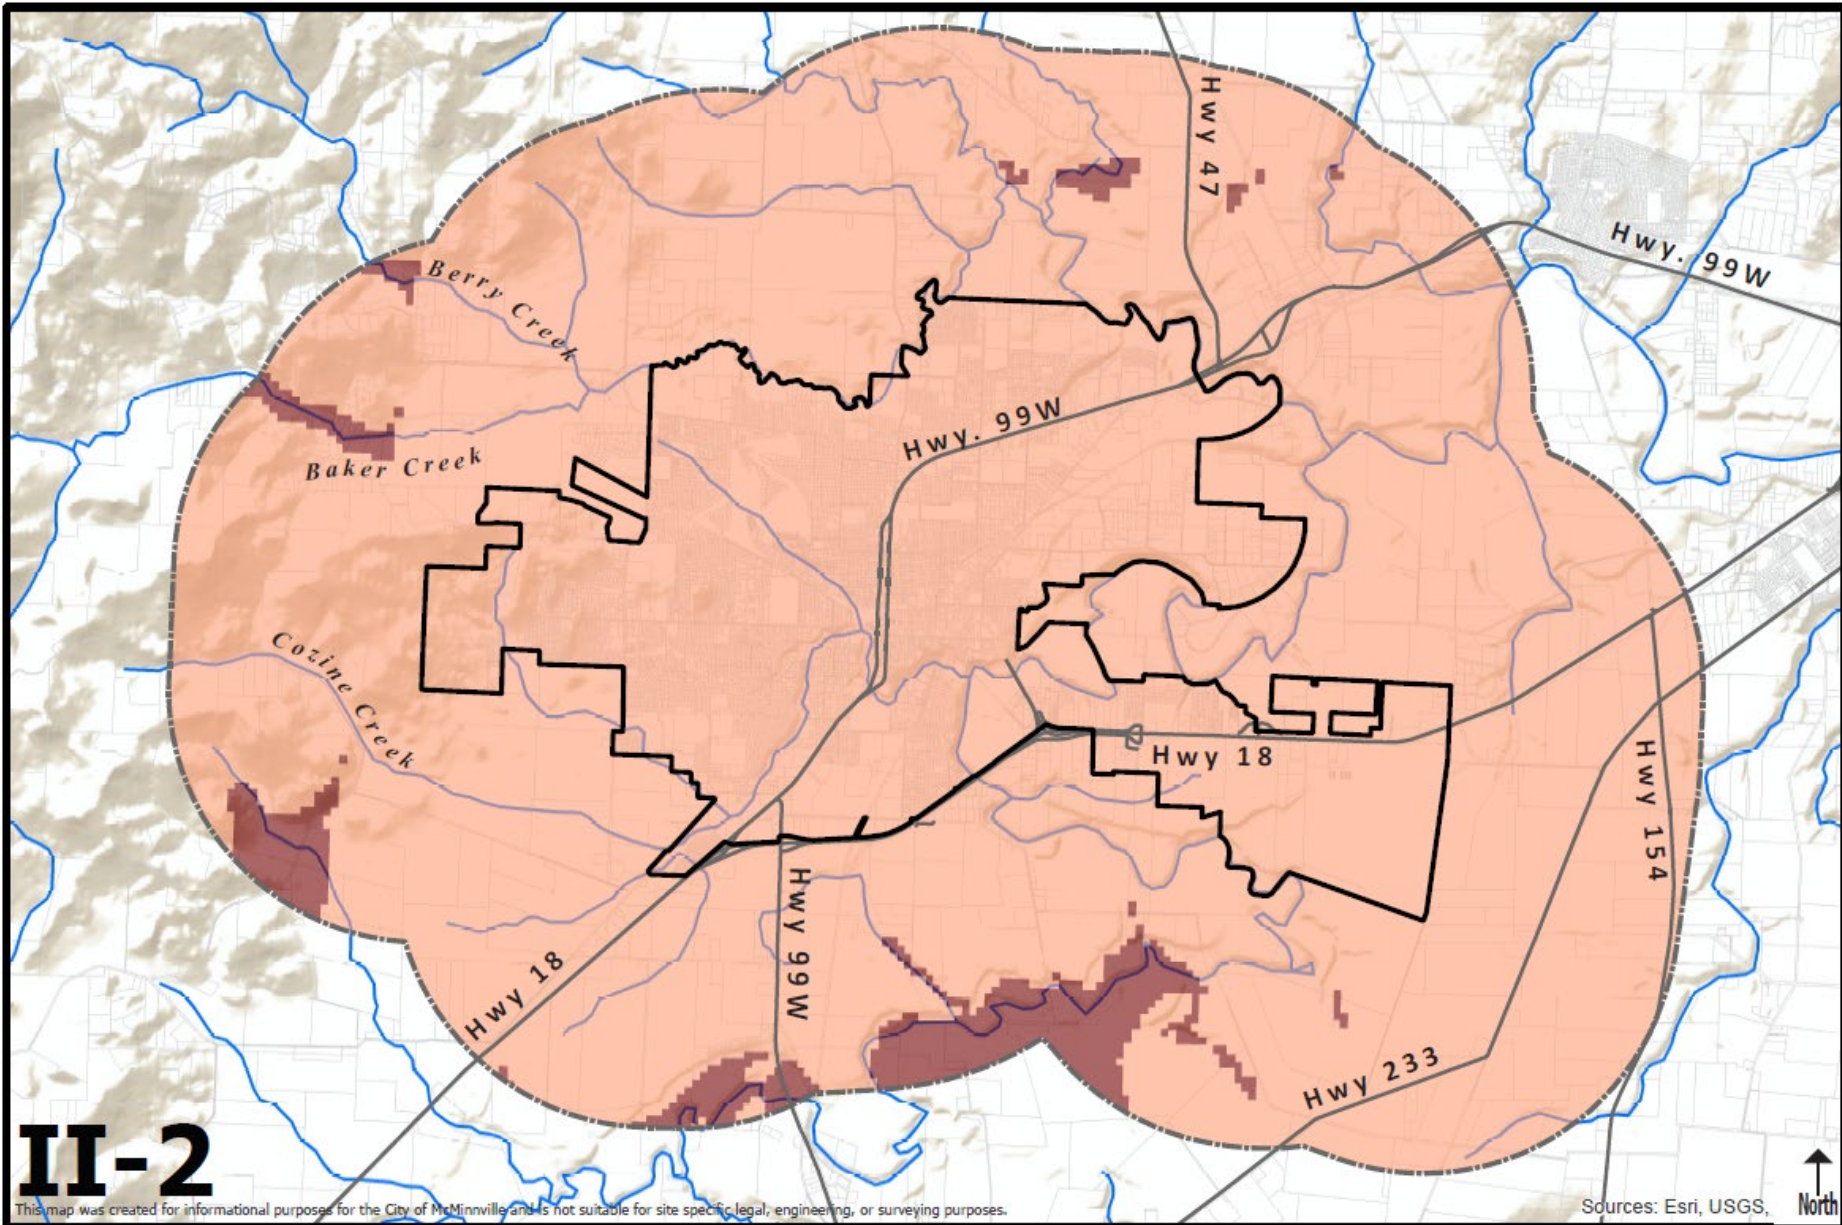 Hwy 47
Hwy. 99W
Berry Creek
Hwy. 99W
Baker Creek
Cozine Creek
Hwy 18
Hwy 154
Hwy 99W
Hwy 18
Hwy 233
II-2
This map was created for informational purposes for the City of McMinnville and is not suitable for site specific legal, engineering, or surveying purposes.
Sources: Esri, USGS,
North